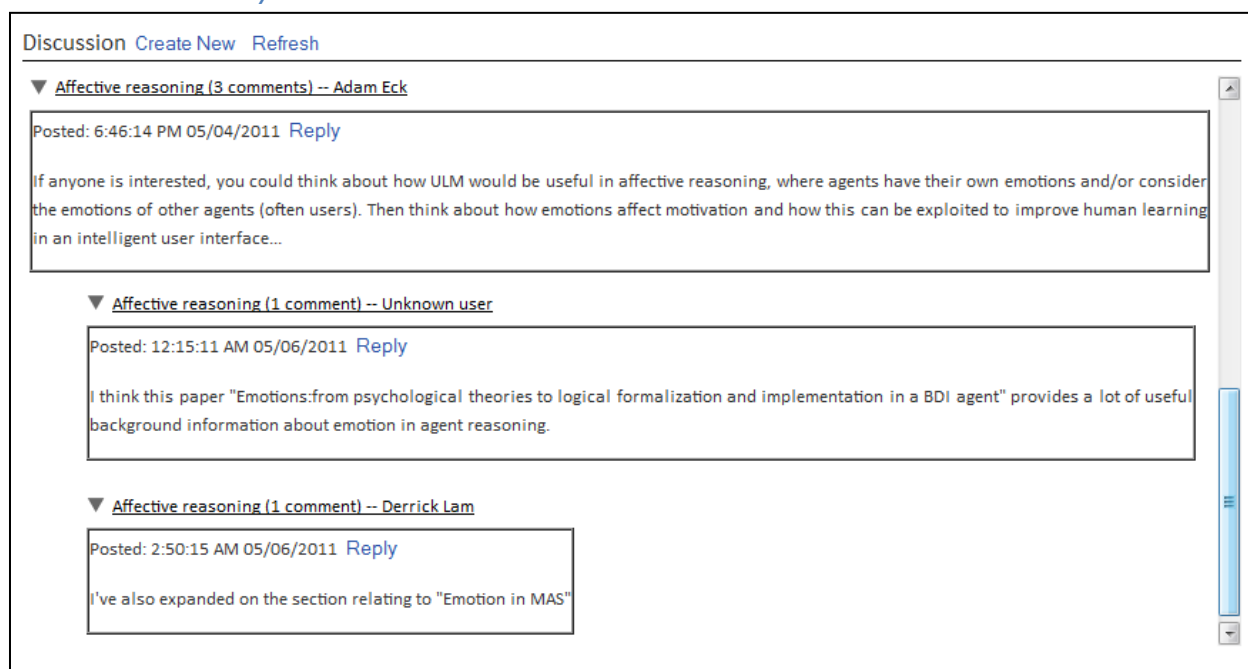 Discussion Create New Refresh
Affective reasoning (3 comments) -- Adam Eck
Posted: 6:46:14 PM 05/04/2011 Reply
If anyone is interested, you could think about how ULM would be useful in affective reasoning, where agents have their own emotions and/or consider
the emotions of other agents (often users). Then think about how emotions affect motivation and how this can be exploited to improve human learning
in an intelligent user interface...
Affective reasoning (1 comment) -- Unknown user
Posted: 12:15:11 AM 05/06/2011 Reply
I think this paper "Emotions:from psychological theories to logical formalization and implementation in a BDI agent" provides a lot of useful
background information about emotion in agent reasoning.
Affective reasoning (1 comment) -- Derrick Lam
Posted: 2:50:15 AM 05/06/2011 Reply
I've also expanded on the section relating to "Emotion in MAS"